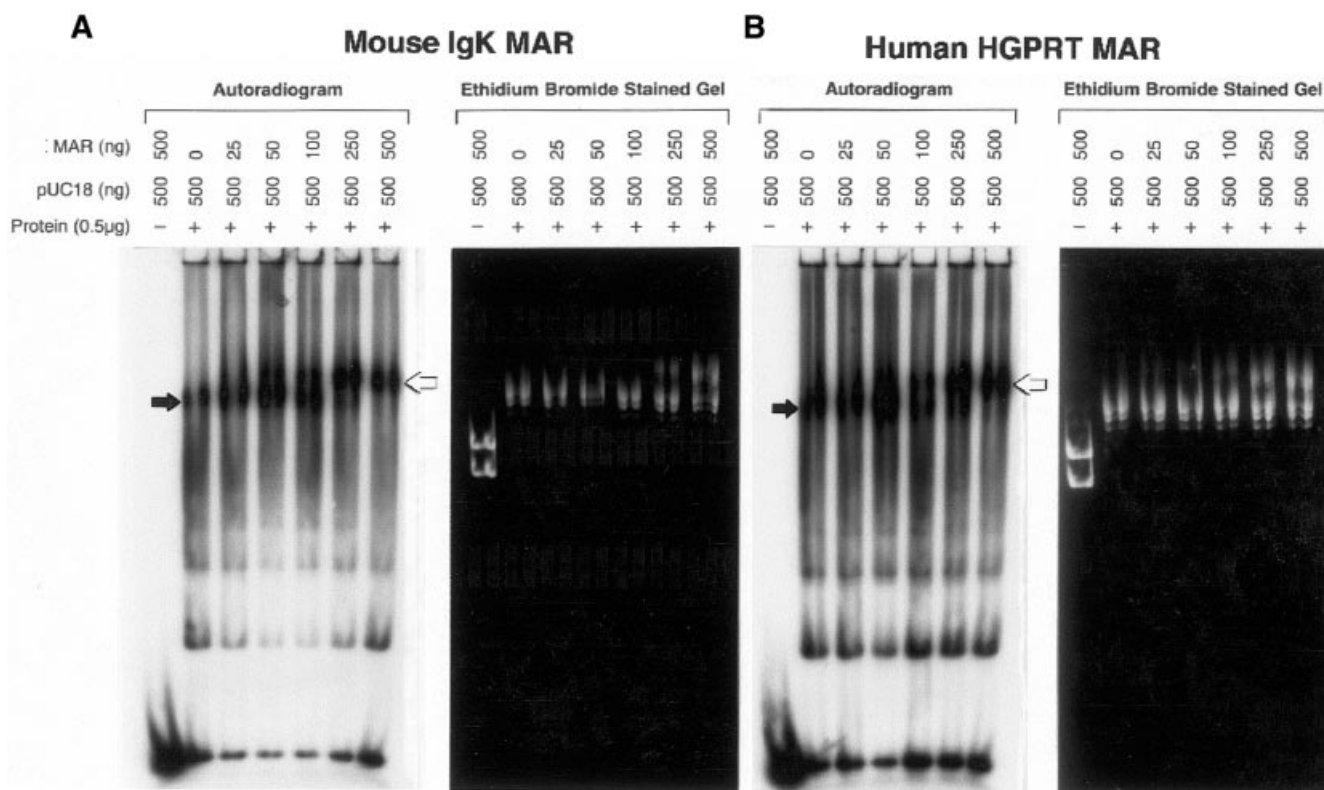 A
Mouse IgK MAR
B
Human HGPRT MAR
Autoradiogram
Ethidium Bromide Stained Gel
Autoradiogram
Ethidium Bromide Stained Gel
: MAR (ng) 500 0 25 50 100 250 500 500 0 25 50 100 250 500 500 0 25 50 100 250 500 500 0 25 50 100 250 500
pUC18 (ng) 500 500 500 500 500 500 500 500 500 500 500 500 500 500 500 500 500 500 500 500 500 500 500 500 500 500 500 500
Protein (0.5µg) – + + + + + + – + + + + + + – + + + + + + – + + + + + +